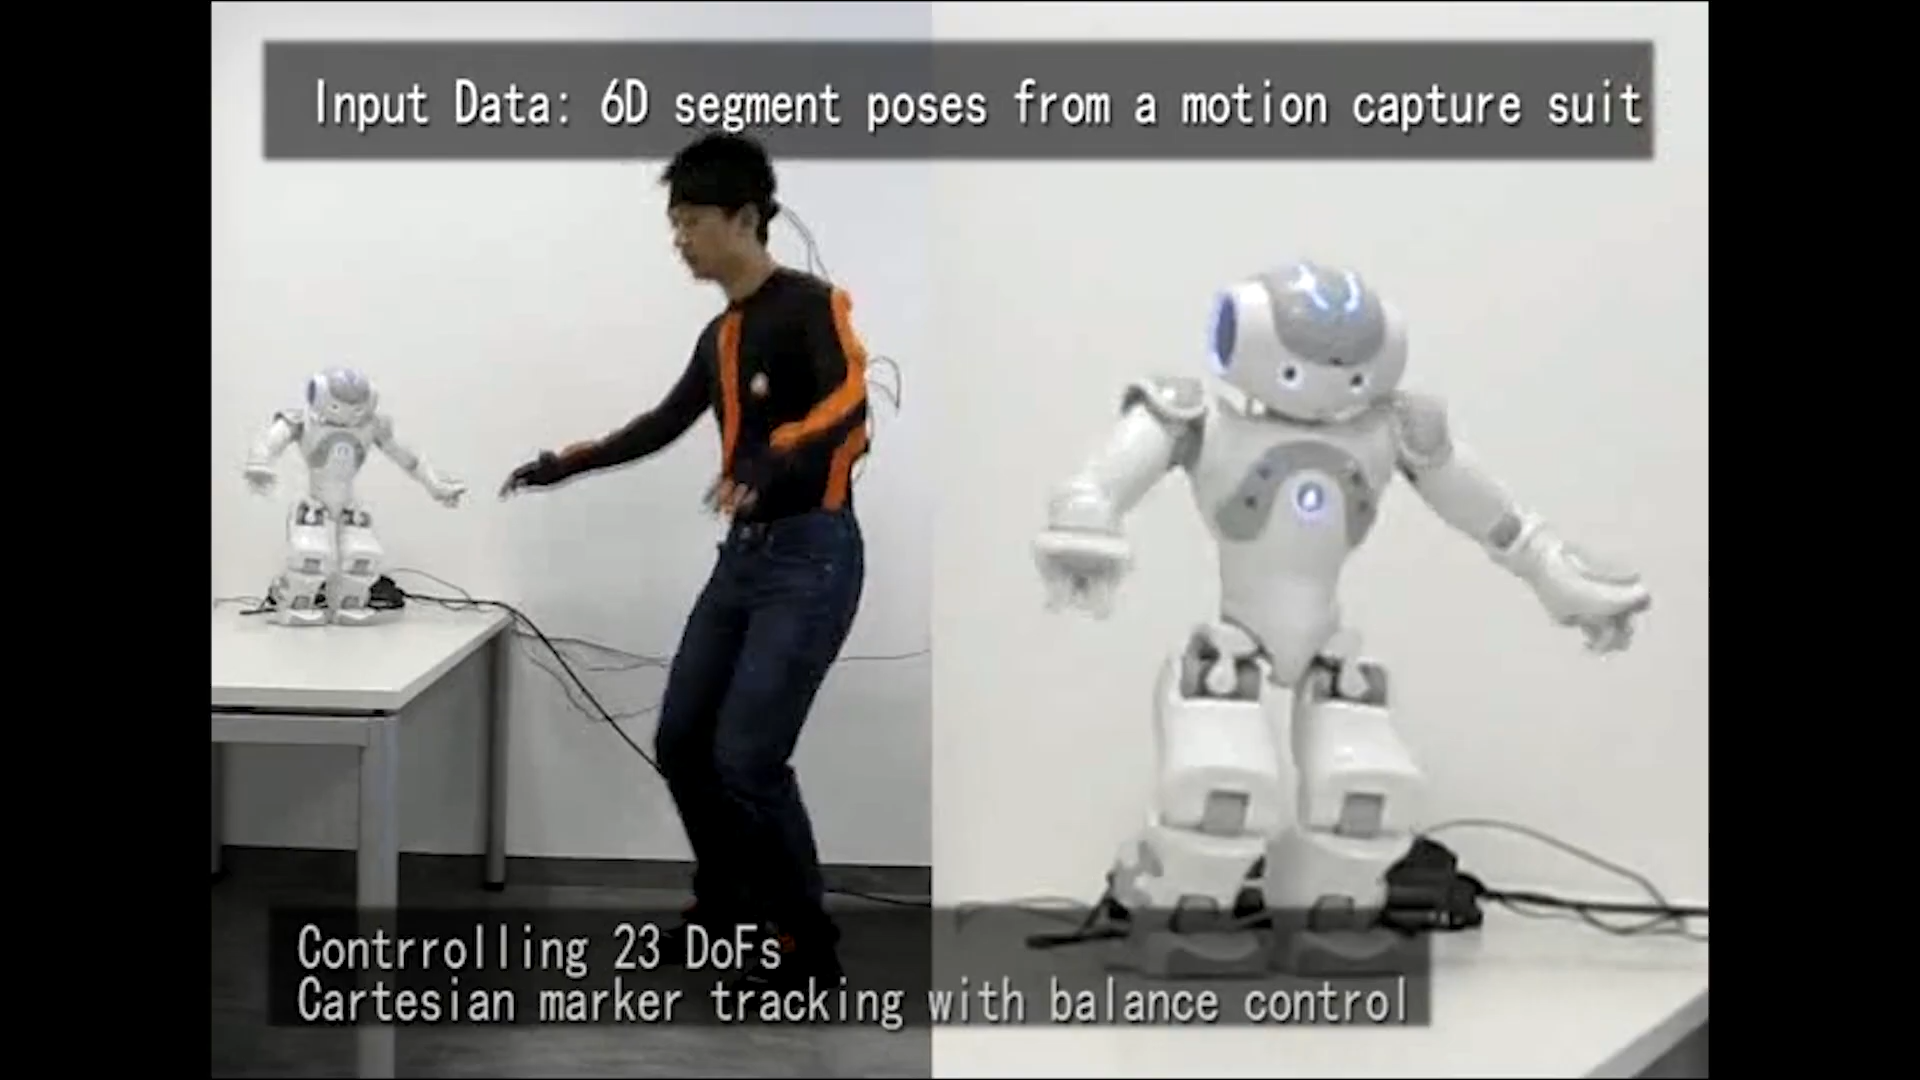 Input Data: 6D segment poses from a motion capture suit
Contrrolling 23 DoFs
Cartesian marker tracking with balance control